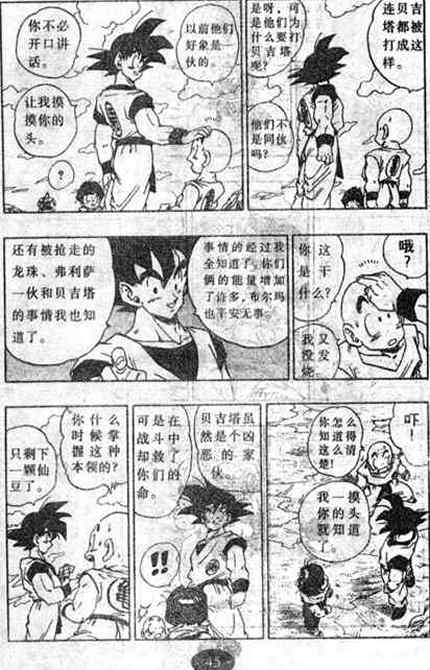 连贝吉
塔都被
打成这
样。
是呀，可
是他们为
什么要打
贝吉塔
呢？
他们不
是同伙
吗？
以前他们
好象是一
伙的。
你不必
开口讲
话。
让我摸
摸你的
头。
？
哦？
你这
是干
什么？
我又
没发
烧。
事情的经过我们
全知道了。你们
俩的能量增加
了许多，布尔玛
也平安无事。
还有被抢走的
龙珠、弗利萨
一伙和贝吉塔
的事情我也知
道了。
吓！
你怎么
知道得
这么清
楚！
我一摸
你的头
就知道
了。
贝吉塔虽
然是个凶
恶的家
伙。
可是在
战斗中
却救了
你们的
命。
！！
你什么
时候掌
握这种
本领的？
只剩下
一颗仙
豆了。
45